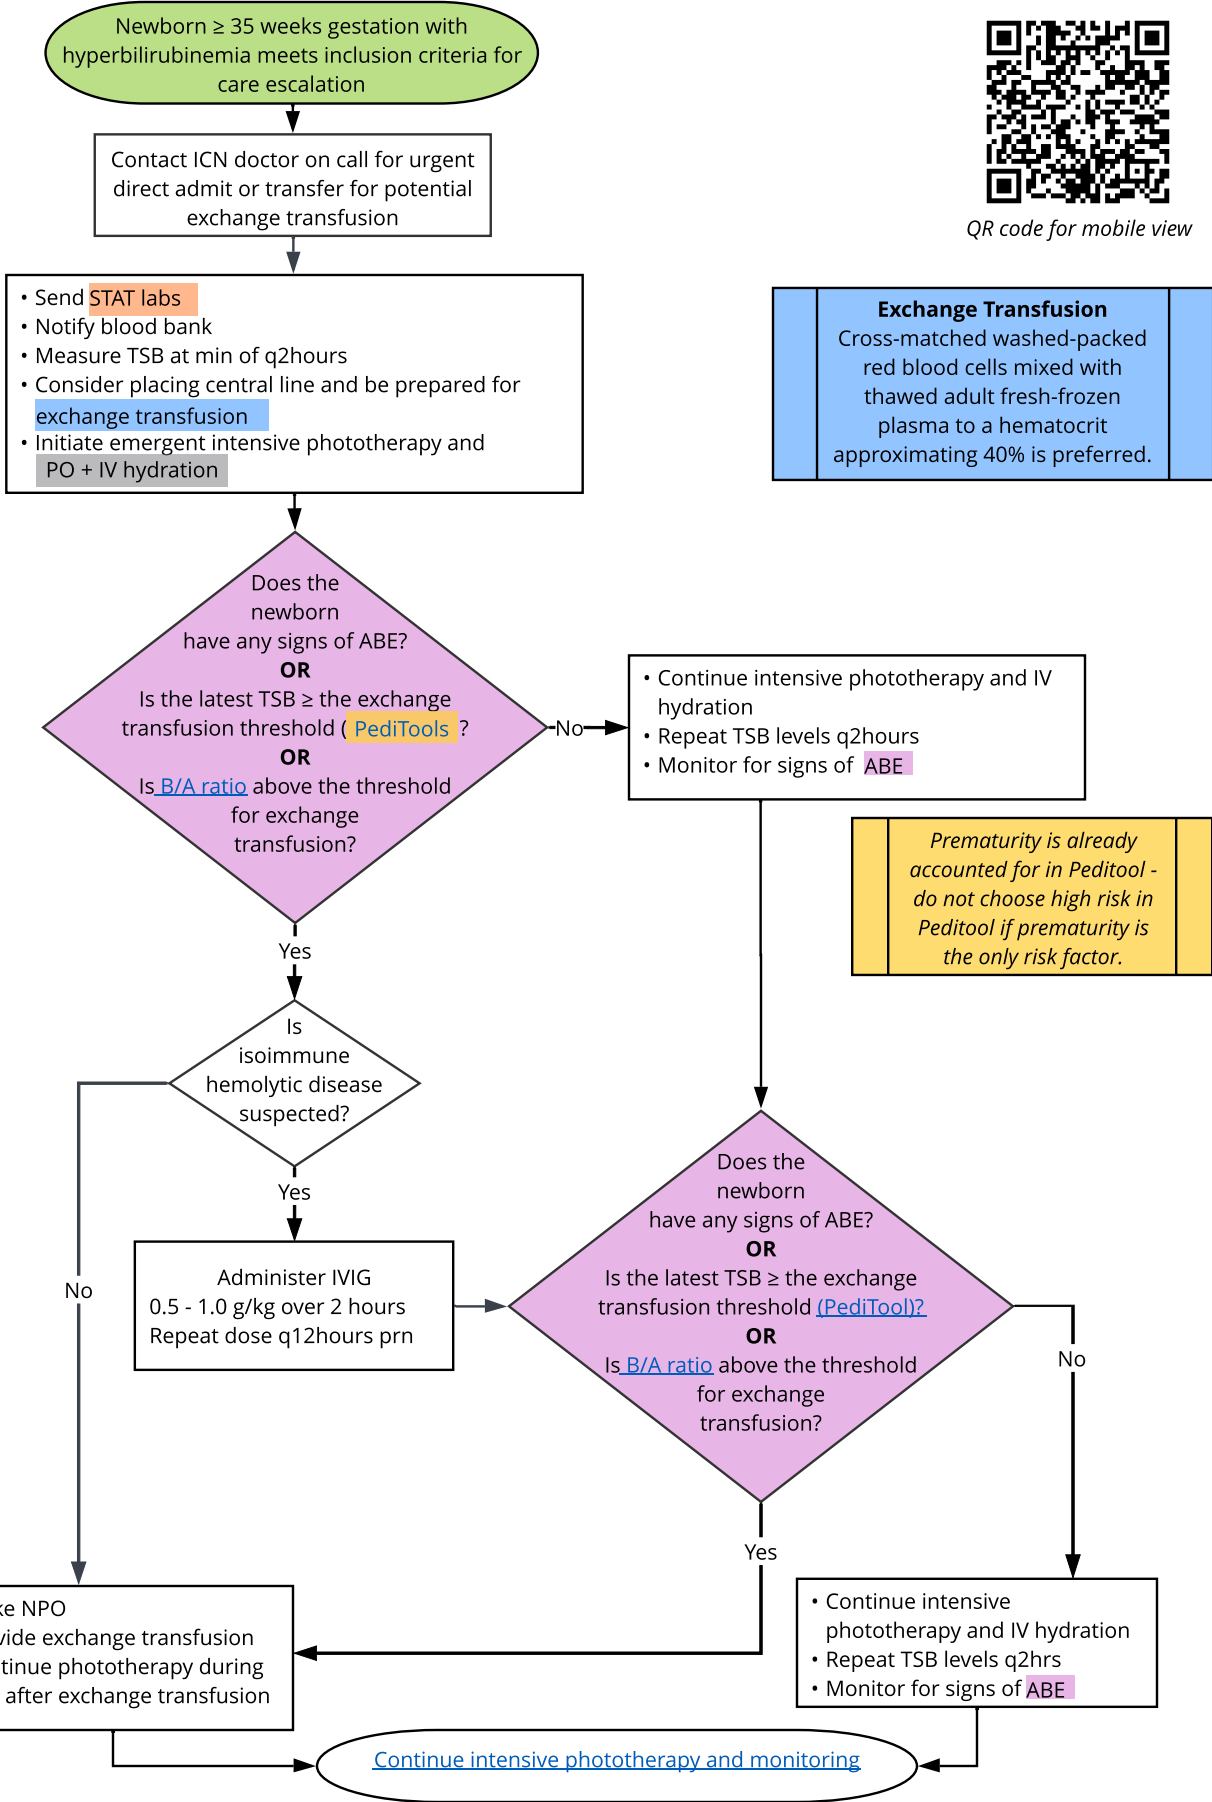 Newborn ≥ 35 weeks gestation with
hyperbilirubinemia meets inclusion criteria for
care escalation
QR code for mobile view
Contact ICN doctor on call for urgent
direct admit or transfer for potential
exchange transfusion
• Send STAT labs
• Notify blood bank
• Measure TSB at min of q2hours
• Consider placing central line and be prepared for
exchange transfusion
• Initiate emergent intensive phototherapy and
PO + IV hydration
Exchange Transfusion
Cross-matched washed-packed
red blood cells mixed with
thawed adult fresh-frozen
plasma to a hematocrit
approximating 40% is preferred.
Does the
newborn
have any signs of ABE?
OR
Is the latest TSB ≥ the exchange
transfusion threshold ( PediTools ?
OR
Is B/A ratio above the threshold
for exchange
transfusion?
No
• Continue intensive phototherapy and IV
hydration
• Repeat TSB levels q2hours
• Monitor for signs of ABE
Prematurity is already
accounted for in Peditool -
do not choose high risk in
Peditool if prematurity is
the only risk factor.
Yes
Is
isoimmune
hemolytic disease
suspected?
Yes
No
Administer IVIG
0.5 - 1.0 g/kg over 2 hours
Repeat dose q12hours prn
Does the
newborn
have any signs of ABE?
OR
Is the latest TSB ≥ the exchange
transfusion threshold (PediTool)?
OR
Is B/A ratio above the threshold
for exchange
transfusion?
No
Yes
ke NPO
vide exchange transfusion
tinue phototherapy during
after exchange transfusion
• Continue intensive
phototherapy and IV hydration
• Repeat TSB levels q2hrs
• Monitor for signs of ABE
Continue intensive phototherapy and monitoring